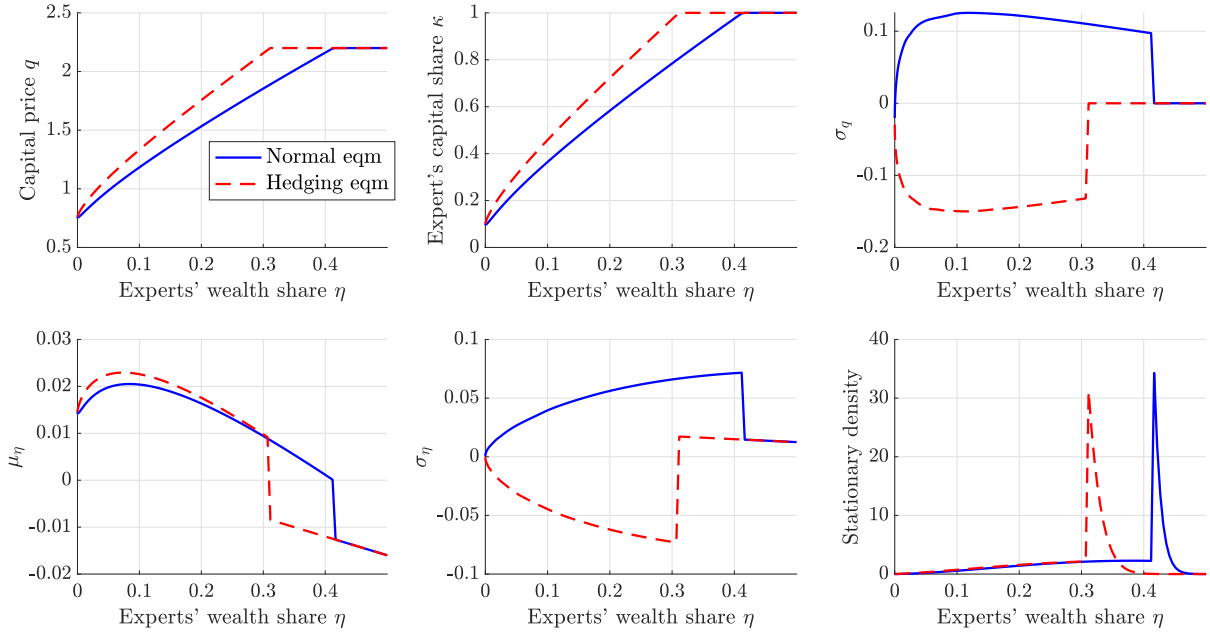 Capital price q
2.5
2
1.5
1
0.5
0 0.1 0.2 0.3 0.4
Experts' wealth share η
Normal eqm
Hedging eqm
Expert's capital share κ
1
0.8
0.6
0.4
0.2
0
0 0.1 0.2 0.3 0.4
Experts' wealth share η
σq
0.1
0
-0.1
-0.2
0 0.1 0.2 0.3 0.4
Experts' wealth share η
μη
0.03
0.02
0.01
0
-0.01
-0.02
0 0.1 0.2 0.3 0.4
Experts' wealth share η
ση
0.1
0.05
0
-0.05
-0.1
0 0.1 0.2 0.3 0.4
Experts' wealth share η
Stationary density
40
30
20
10
0
0 0.1 0.2 0.3 0.4
Experts' wealth share η